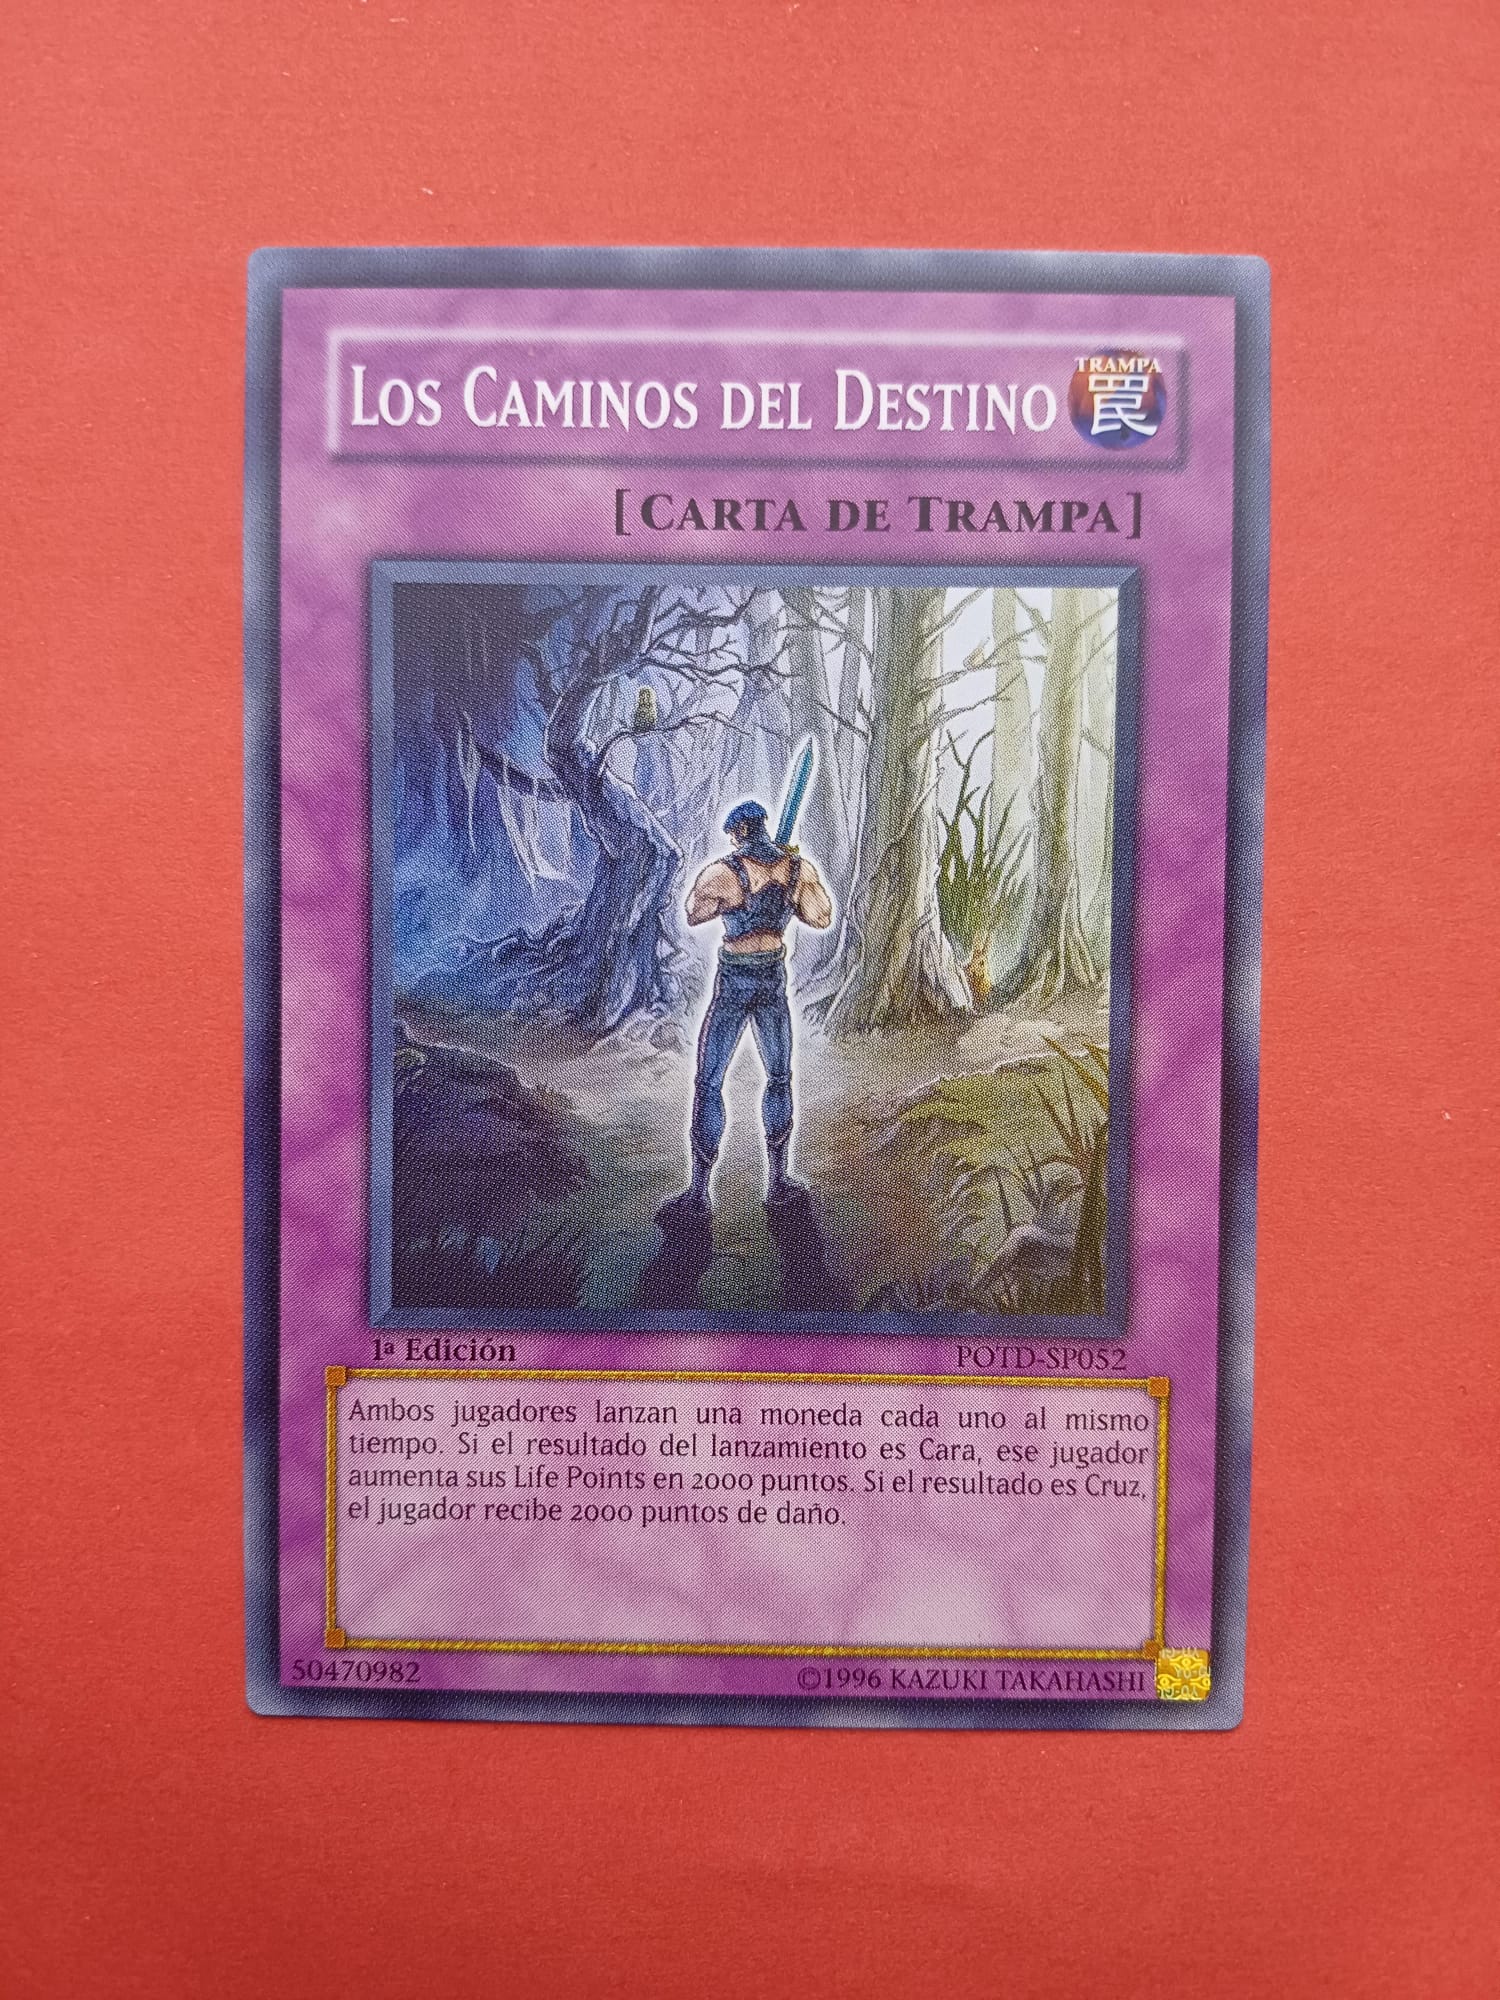 LOS CAMINOS DEL DESTINO
TRAMPA
罠
[CARTA DE TRAMPA]
1ª Edición
POTD-SP052
Ambos jugadores lanzan una moneda cada uno al mismo
tiempo. Si el resultado del lanzamiento es Cara, ese jugador
aumenta sus Life Points en 2000 puntos. Si el resultado es Cruz,
el jugador recibe 2000 puntos de daño.
50470982
©1996 KAZUKI TAKAHASHI